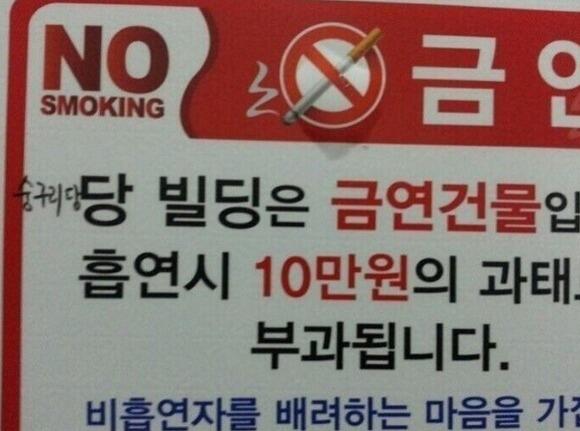 NO
SMOKING
금 연
숭구리당당 빌딩은 금연건물입
흡연시 10만원의 과태
부과됩니다.
비흡연자를 배려하는 마음을 가